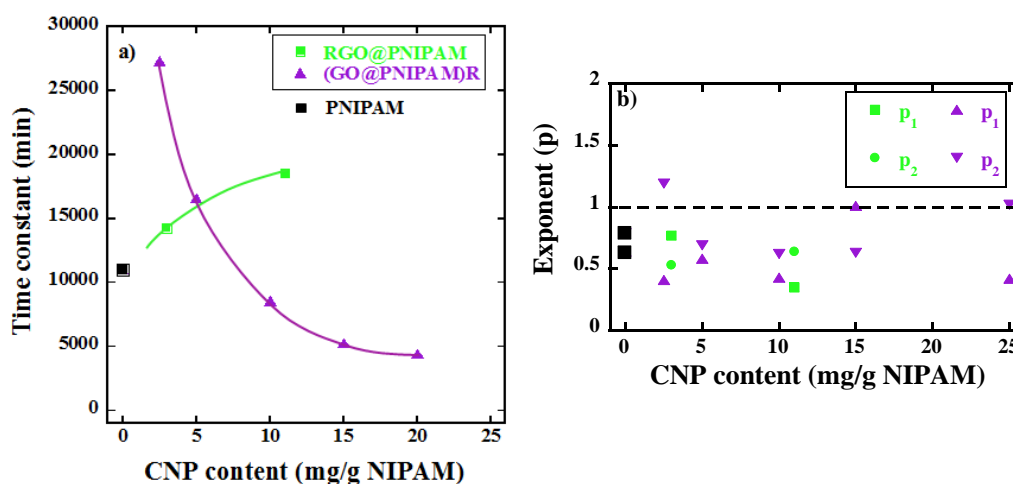 a)
RGO@PNIPAM
(GO@PNIPAM)R
PNIPAM
30000
25000
20000
15000
10000
5000
0
Time constant (min)
0 5 10 15 20 25
CNP content (mg/g NIPAM)
b)
p1 p1
p2 p2
2
1.5
1
0.5
0
Exponent (p)
0 5 10 15 20 25
CNP content (mg/g NIPAM)